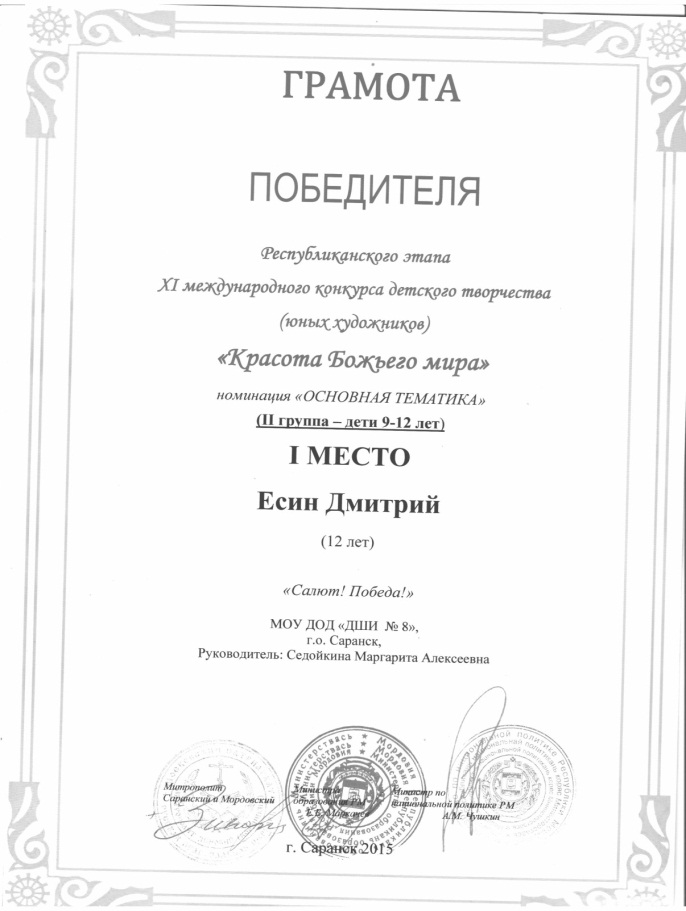 ГРАМОТА
ПОБЕДИТЕЛЯ
Республиканского этапа
XI международного конкурса детского творчества
(юных художников)
«Красота Божьего мира»
номинация «ОСНОВНАЯ ТЕМАТИКА»
(II группа – дети 9-12 лет)
I МЕСТО
Есин Дмитрий
(12 лет)
«Салют! Победа!»
МОУ ДОД «ДШИ № 8»,
г.о. Саранск,
Руководитель: Седойкина Маргарита Алексеевна
Митрополит
Саранский и Мордовский
Министр
образования РМ
Министр по
национальной политике РМ
А.М. Чушкин
г. Саранск 2015